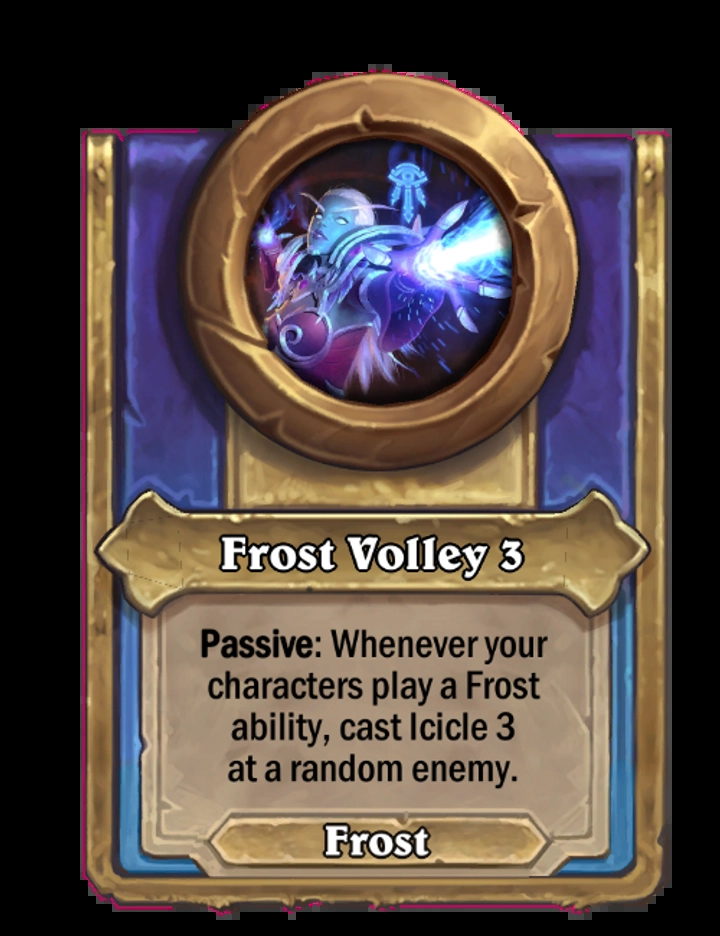 Frost Volley 3
Passive: Whenever your
characters play a Frost
ability, cast Icicle 3
at a random enemy.
Frost